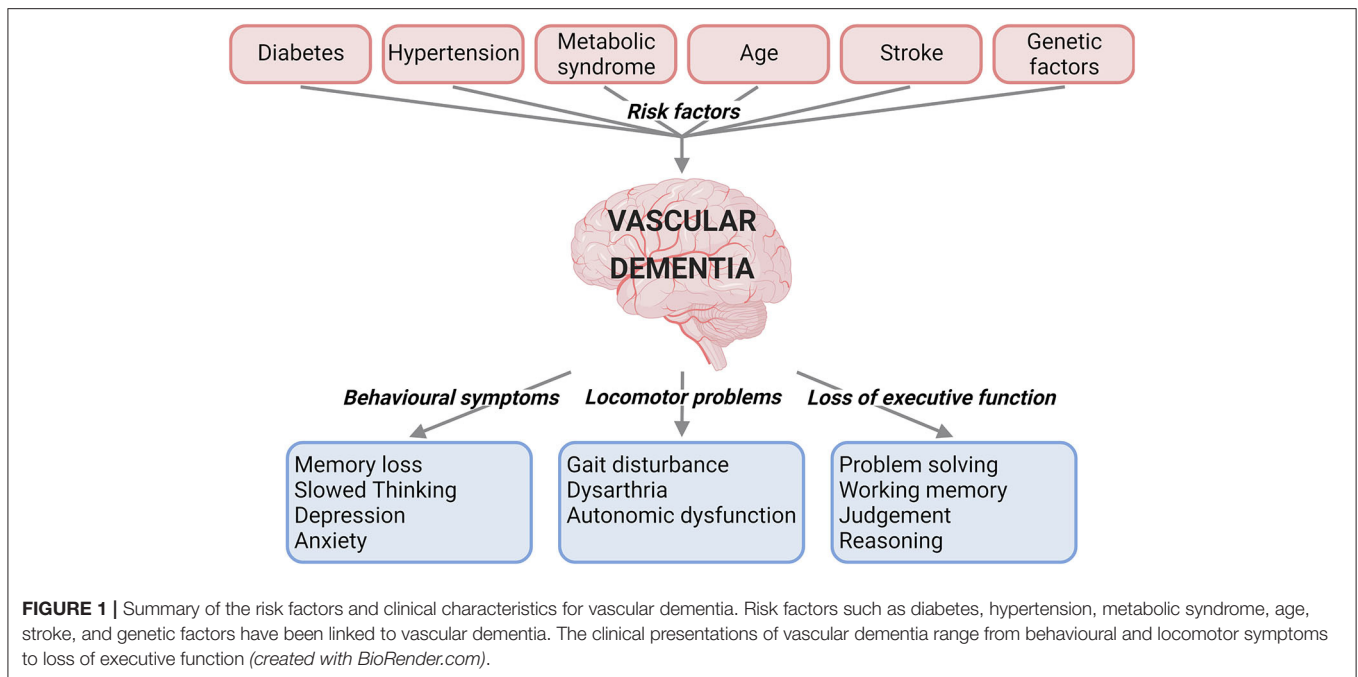 Diabetes
Hypertension
Metabolic
syndrome
Age
Stroke
Genetic
factors
Risk factors
VASCULAR
DEMENTIA
Behavioural symptoms
Locomotor problems
Loss of executive function
Memory loss
Slowed Thinking
Depression
Anxiety
Gait disturbance
Dysarthria
Autonomic dysfunction
Problem solving
Working memory
Judgement
Reasoning
FIGURE 1 | Summary of the risk factors and clinical characteristics for vascular dementia. Risk factors such as diabetes, hypertension, metabolic syndrome, age,
stroke, and genetic factors have been linked to vascular dementia. The clinical presentations of vascular dementia range from behavioural and locomotor symptoms
to loss of executive function (created with BioRender.com).